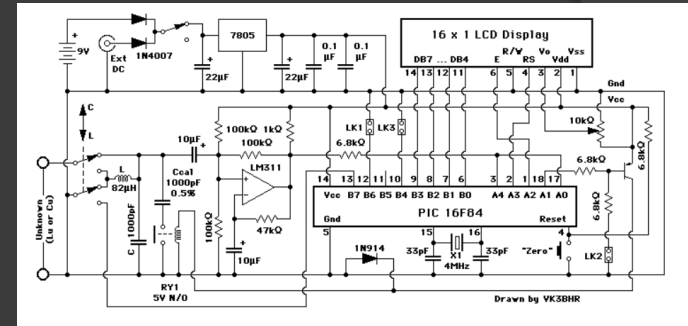 9V
Ext
DC
1N4007
7805
22µF
22µF
0.1
µF
0.1
µF
16 x 1 LCD Display
DB7 ... DB4
R/W
E
RS
Vo
Vdd
Vss
14 13 12 11
6 5 4 3 2 1
Gnd
Vcc
10kΩ
C
L
10µF
100kΩ
1kΩ
100kΩ
LK1
LK3
6.8kΩ
6.8kΩ
6.8kΩ
6.8kΩ
L
82µH
Ccal
1000pF
0.5%
LM311
47kΩ
100kΩ
10µF
C 1000pF
Unknown
(Lu or Cu)
RY1
5V N/O
14 13 12 11 10 9 8 7 6 3 2 1 18 17
Vcc B7 B6 B5 B4 B3 B2 B1 B0 A4 A3 A2 A1 A0
PIC 16F84
Gnd
Reset
5
15
16
4
1N914
33pF
X1
4MHz
33pF
"Zero"
LK2
Drawn by VK3BHR